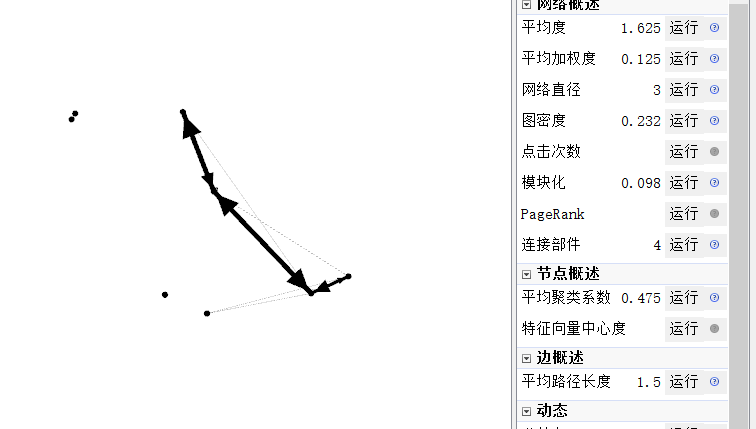 网络概述
平均度 1.625 运行
平均加权度 0.125 运行
网络直径 3 运行
图密度 0.232 运行
点击次数 运行
模块化 0.098 运行
PageRank 运行
连接部件 4 运行
节点概述
平均聚类系数 0.475 运行
特征向量中心度 运行
边概述
平均路径长度 1.5 运行
动态